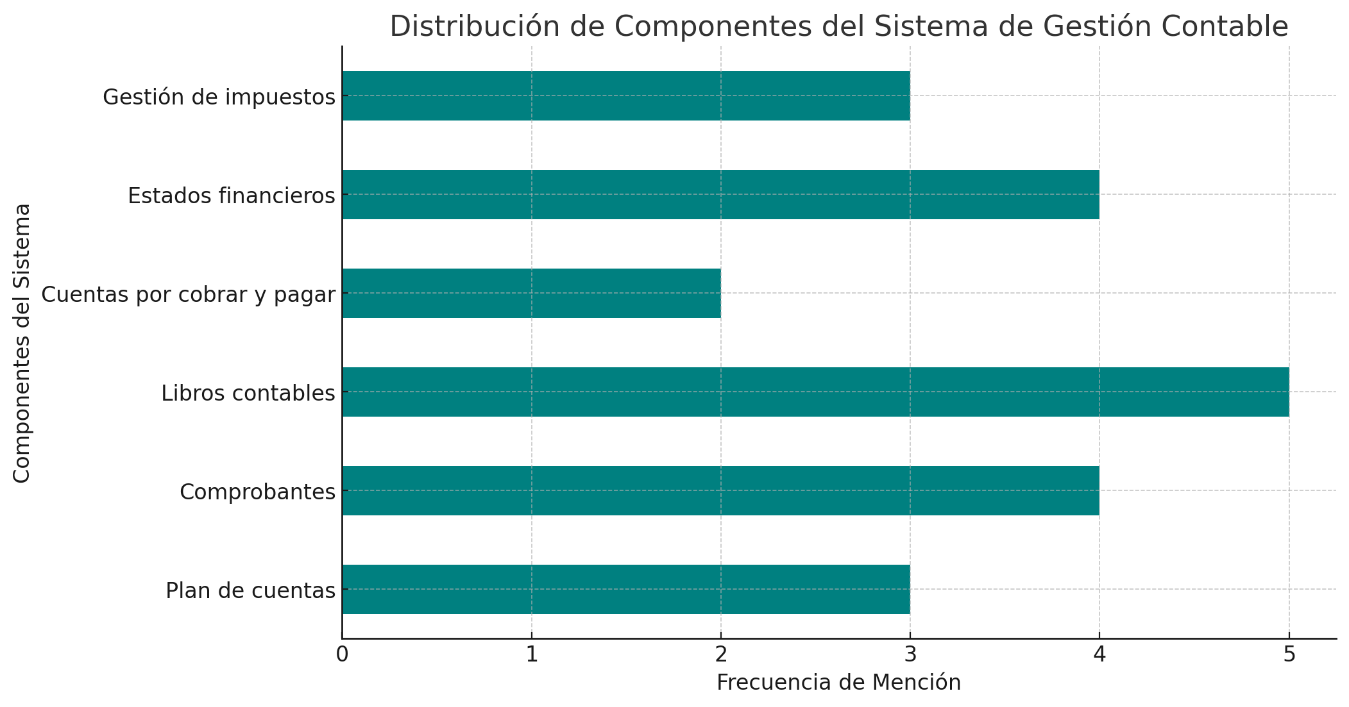 Distribución de Componentes del Sistema de Gestión Contable
Componentes del Sistema
Gestión de impuestos
Estados financieros
Cuentas por cobrar y pagar
Libros contables
Comprobantes
Plan de cuentas
0 1 2 3 4 5
Frecuencia de Mención